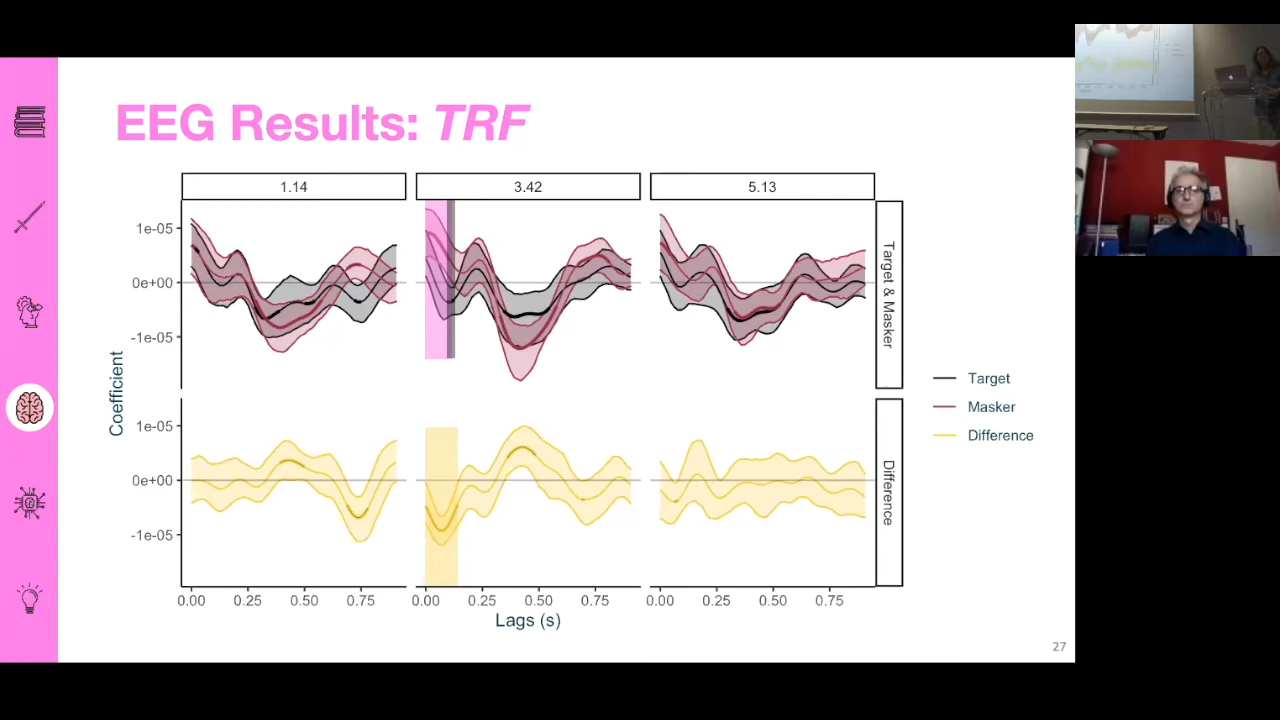 EEG Results: TRF
1.14 3.42 5.13
1e-05
0e+00
-1e-05
Target & Masker
1e-05
0e+00
-1e-05
Difference
Coefficient
0.00 0.25 0.50 0.75 0.00 0.25 0.50 0.75 0.00 0.25 0.50 0.75
Lags (s)
Target
Masker
Difference
27